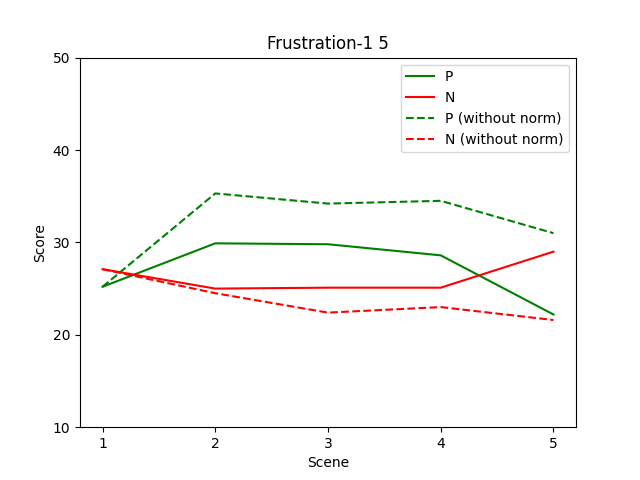 Frustration-1 5
P
N
P (without norm)
N (without norm)
50
40
30
20
10
Score
1 2 3 4 5
Scene